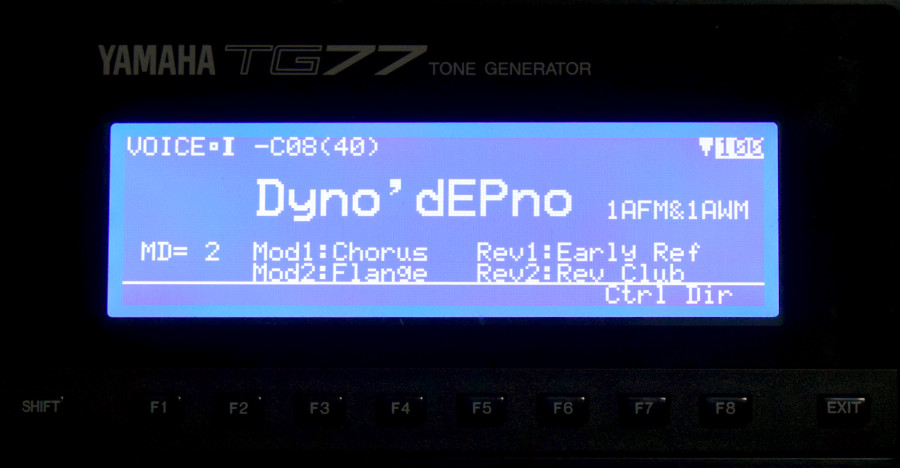 YAMAHA TG77 TONE GENERATOR
VOICE▪I -C08(40) ▼100
Dyno'dEPno 1AFM&1AWM
MD= 2 Mod1:Chorus Rev1:Early Ref
Mod2:Flange Rev2:Rev Club
Ctrl Dir
SHIFT F1 F2 F3 F4 F5 F6 F7 F8 EXIT